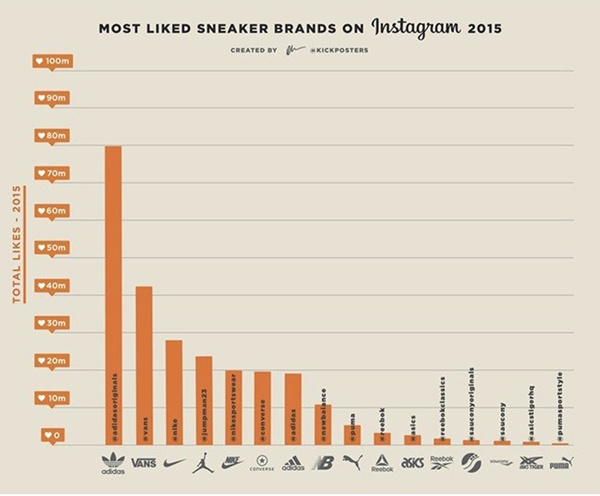 MOST LIKED SNEAKER BRANDS ON Instagram 2015
CREATED BY @KICKPOSTERS
100m
90m
80m
70m
60m
50m
40m
30m
20m
10m
0
TOTAL LIKES - 2015
@adidasoriginals
@vans
@nike
@jumpman23
@nikesportswear
@converse
@adidas
@newbalance
@puma
@reebok
@asics
@reebokclassics
@sauconyoriginals
@saucony
@asicstigerhq
@pumasportstyle
adidas VANS CONVERSE adidas NB Reebok asics Reebok saucony ASICS TIGER PUMA